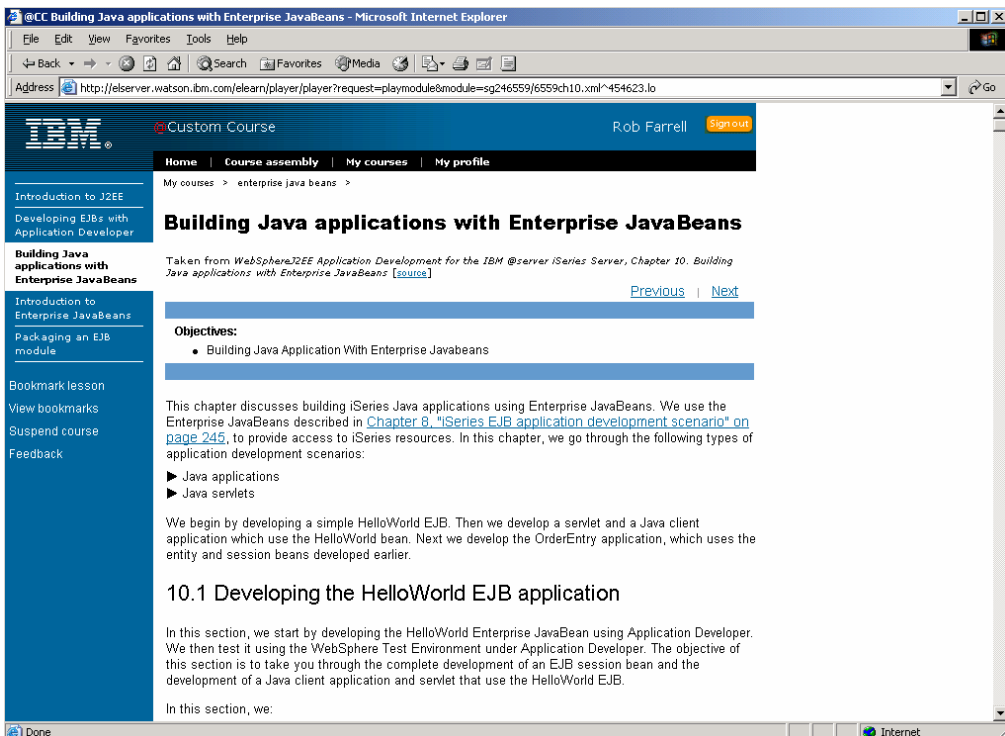 @CC Building Java applications with Enterprise JavaBeans - Microsoft Internet Explorer
File Edit View Favorites Tools Help
Back Search Favorites Media
Address http://elserver.watson.ibm.com/elearn/player/player?request=playmodule&module=sg246559/6559ch10.xml^454623.lo Go
IBM®
@Custom Course Rob Farrell Sign out
Home | Course assembly | My courses | My profile
My courses > enterprise java beans >
Introduction to J2EE
Developing EJBs with
Application Developer
Building Java
applications with
Enterprise JavaBeans
Introduction to
Enterprise JavaBeans
Packaging an EJB
module
Bookmark lesson
View bookmarks
Suspend course
Feedback
Building Java applications with Enterprise JavaBeans
Taken from WebSphereJ2EE Application Development for the IBM @server iSeries Server, Chapter 10. Building
Java applications with Enterprise JavaBeans [source]
Previous | Next
Objectives:
• Building Java Application With Enterprise Javabeans
This chapter discusses building iSeries Java applications using Enterprise JavaBeans. We use the
Enterprise JavaBeans described in Chapter 8, "iSeries EJB application development scenario" on
page 245, to provide access to iSeries resources. In this chapter, we go through the following types of
application development scenarios:
▶ Java applications
▶ Java servlets
We begin by developing a simple HelloWorld EJB. Then we develop a servlet and a Java client
application which use the HelloWorld bean. Next we develop the OrderEntry application, which uses the
entity and session beans developed earlier.
10.1 Developing the HelloWorld EJB application
In this section, we start by developing the HelloWorld Enterprise JavaBean using Application Developer.
We then test it using the WebSphere Test Environment under Application Developer. The objective of
this section is to take you through the complete development of an EJB session bean and the
development of a Java client application and servlet that use the HelloWorld EJB.
In this section, we:
Done Internet